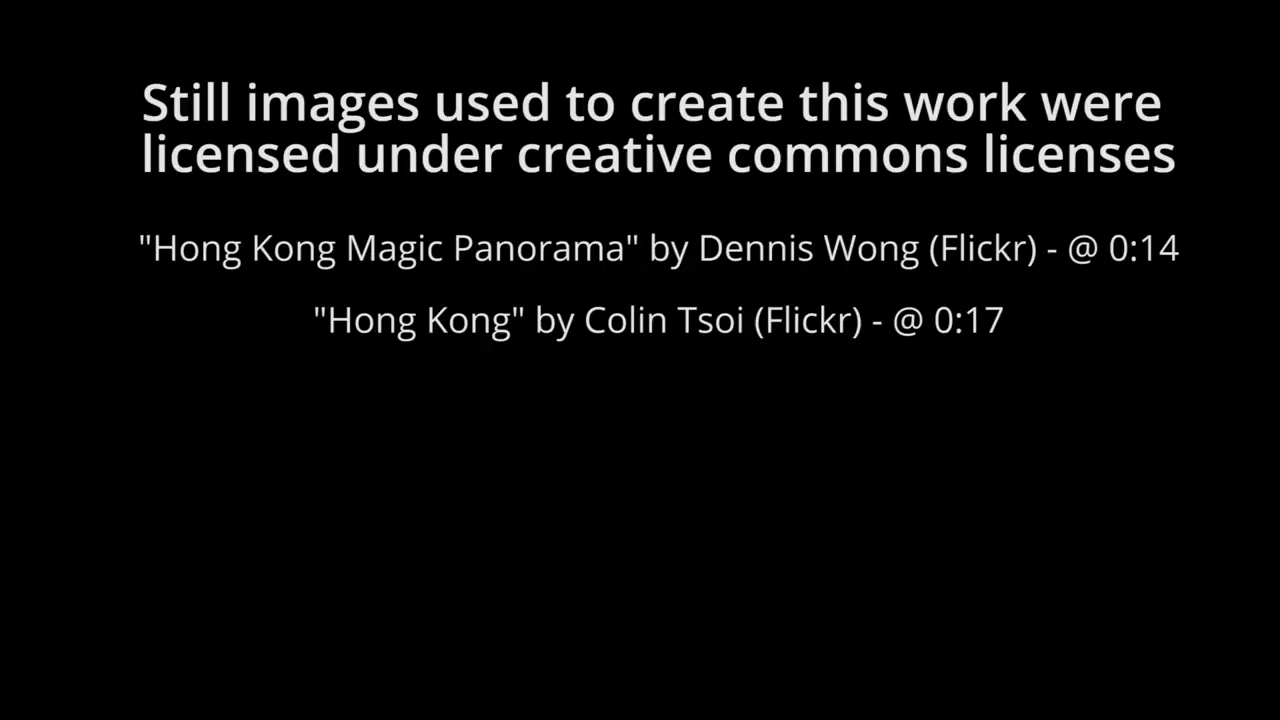 Still images used to create this work were
licensed under creative commons licenses
"Hong Kong Magic Panorama" by Dennis Wong (Flickr) - @ 0:14
"Hong Kong" by Colin Tsoi (Flickr) - @ 0:17